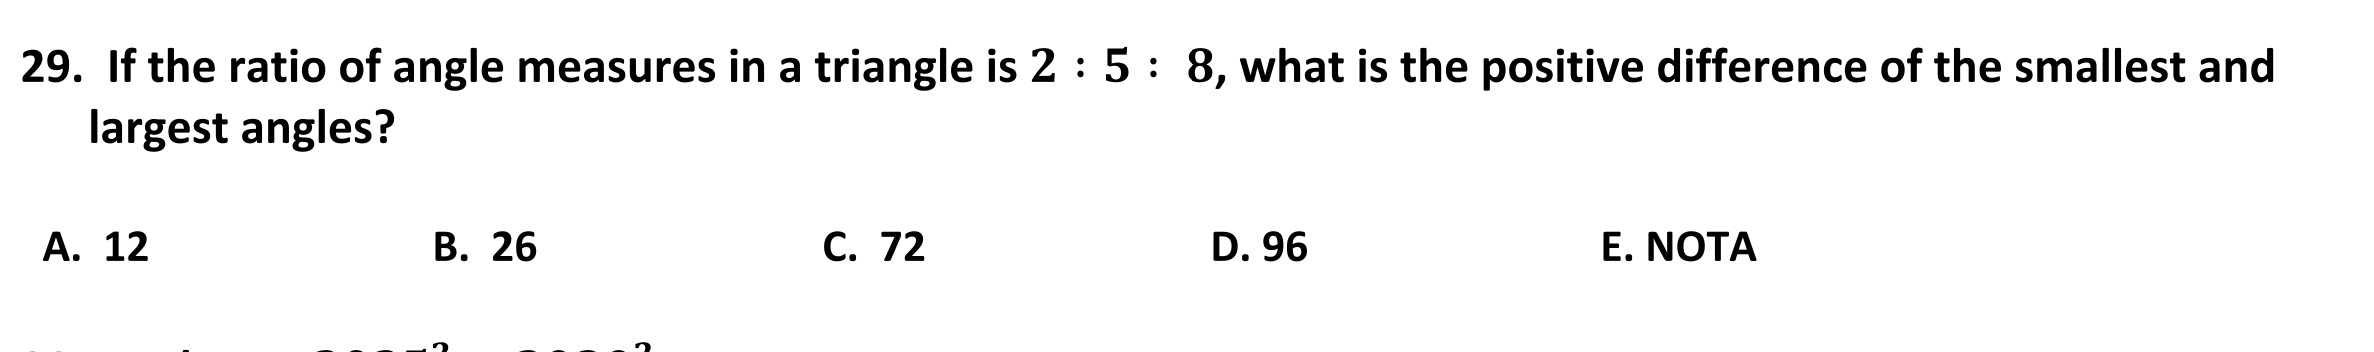 29. If the ratio of angle measures in a triangle is 2 : 5 : 8, what is the positive difference of the smallest and
largest angles?
A. 12 B. 26 C. 72 D. 96 E. NOTA